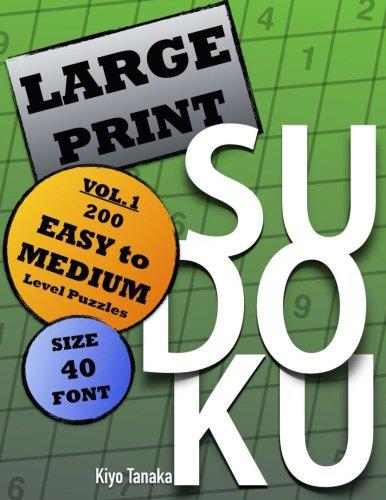 LARGE
PRINT
VOL.1
200
EASY to
MEDIUM
Level Puzzles
SIZE
40
FONT
SU
DO
KU
Kiyo Tanaka